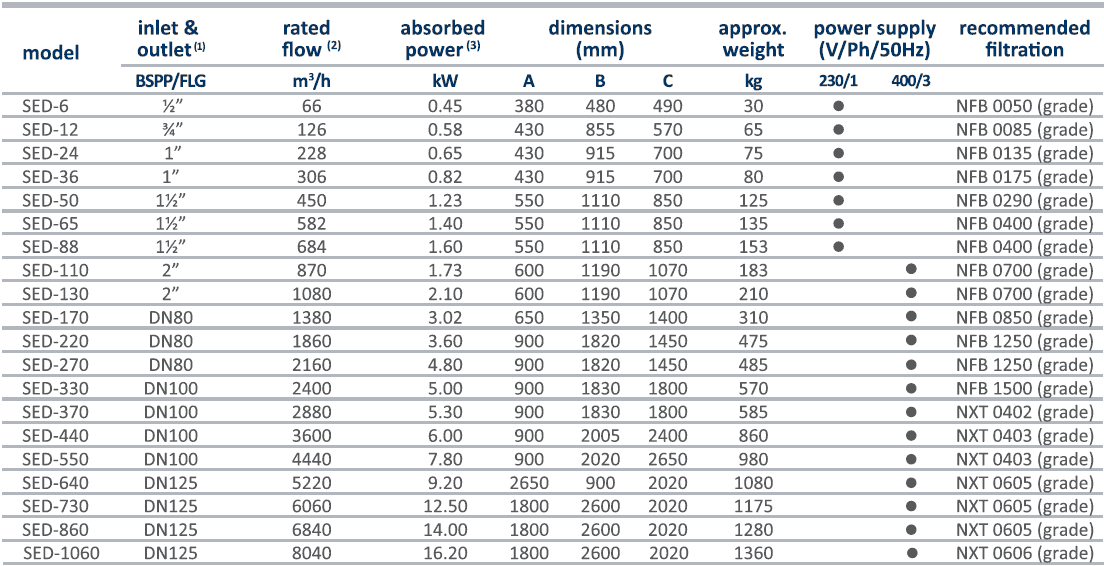 model inlet & outlet (1) rated flow (2) absorbed power (3) dimensions (mm) approx. weight power supply (V/Ph/50Hz) recommended filtration
BSPP/FLG m³/h kW A B C kg 230/1 400/3
SED-6 ½” 66 0.45 380 480 490 30 ● NFB 0050 (grade)
SED-12 ¾” 126 0.58 430 855 570 65 ● NFB 0085 (grade)
SED-24 1” 228 0.65 430 915 700 75 ● NFB 0135 (grade)
SED-36 1” 306 0.82 430 915 700 80 ● NFB 0175 (grade)
SED-50 1½” 450 1.23 550 1110 850 125 ● NFB 0290 (grade)
SED-65 1½” 582 1.40 550 1110 850 135 ● NFB 0400 (grade)
SED-88 1½” 684 1.60 550 1110 850 153 ● NFB 0400 (grade)
SED-110 2” 870 1.73 600 1190 1070 183 ● NFB 0700 (grade)
SED-130 2” 1080 2.10 600 1190 1070 210 ● NFB 0700 (grade)
SED-170 DN80 1380 3.02 650 1350 1400 310 ● NFB 0850 (grade)
SED-220 DN80 1860 3.60 900 1820 1450 475 ● NFB 1250 (grade)
SED-270 DN80 2160 4.80 900 1820 1450 485 ● NFB 1250 (grade)
SED-330 DN100 2400 5.00 900 1830 1800 570 ● NFB 1500 (grade)
SED-370 DN100 2880 5.30 900 1830 1800 585 ● NXT 0402 (grade)
SED-440 DN100 3600 6.00 900 2005 2400 860 ● NXT 0403 (grade)
SED-550 DN100 4440 7.80 900 2020 2650 980 ● NXT 0403 (grade)
SED-640 DN125 5220 9.20 2650 900 2020 1080 ● NXT 0605 (grade)
SED-730 DN125 6060 12.50 1800 2600 2020 1175 ● NXT 0605 (grade)
SED-860 DN125 6840 14.00 1800 2600 2020 1280 ● NXT 0605 (grade)
SED-1060 DN125 8040 16.20 1800 2600 2020 1360 ● NXT 0606 (grade)